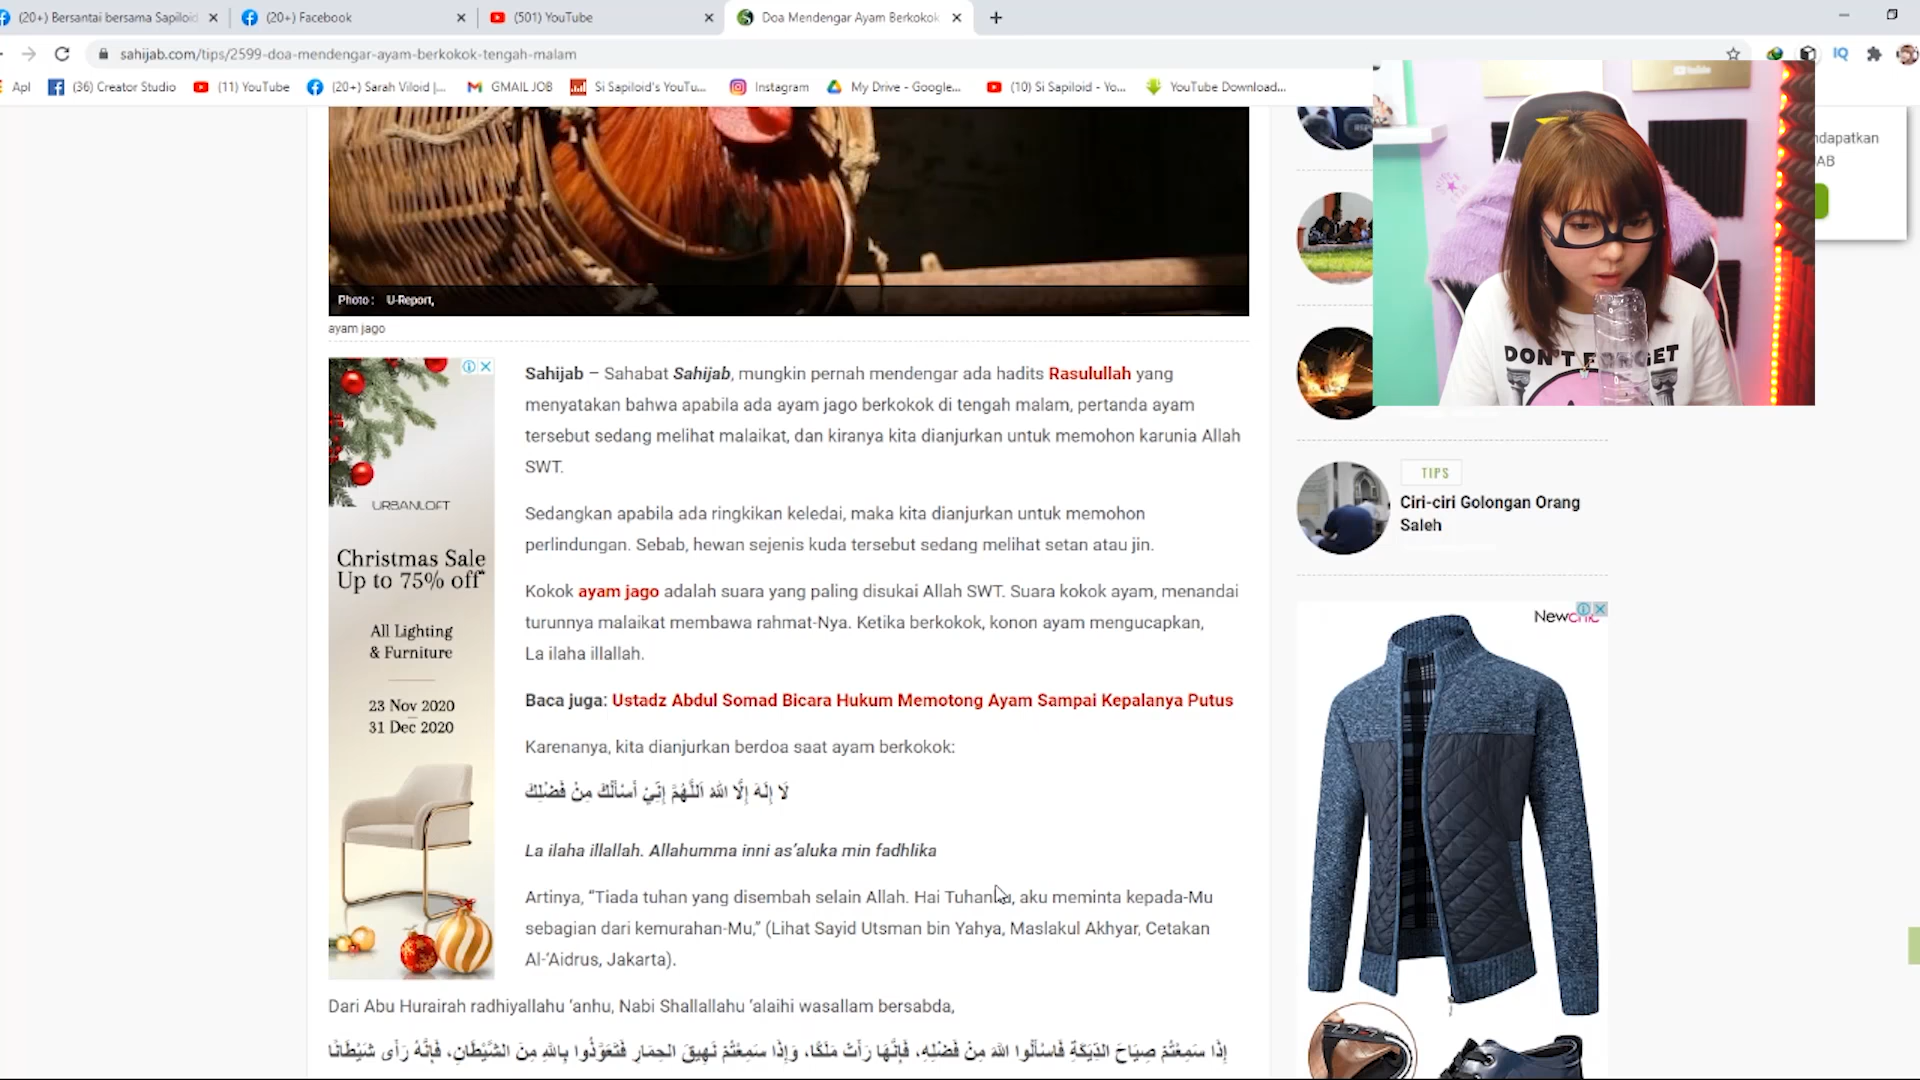 (20+) Bersantai bersama Sapiloid
(20+) Facebook
(501) YouTube
Doa Mendengar Ayam Berkokok
sahijab.com/tips/2599-doa-mendengar-ayam-berkokok-tengah-malam
IQ
Apl
(36) Creator Studio
(11) YouTube
(20+) Sarah Viloid |...
GMAIL JOB
Si Sapiloid's YouTu...
Instagram
My Drive - Google...
(10) Si Sapiloid - Yo...
YouTube Download...
YouTube
ndapatkan
AB
DON'T FORGET
Photo : U-Report,
ayam jago
Sahijab – Sahabat Sahijab, mungkin pernah mendengar ada hadits Rasulullah yang
menyatakan bahwa apabila ada ayam jago berkokok di tengah malam, pertanda ayam
tersebut sedang melihat malaikat, dan kiranya kita dianjurkan untuk memohon karunia Allah
SWT.
Sedangkan apabila ada ringkikan keledai, maka kita dianjurkan untuk memohon
perlindungan. Sebab, hewan sejenis kuda tersebut sedang melihat setan atau jin.
Kokok ayam jago adalah suara yang paling disukai Allah SWT. Suara kokok ayam, menandai
turunnya malaikat membawa rahmat-Nya. Ketika berkokok, konon ayam mengucapkan,
La ilaha illallah.
Baca juga: Ustadz Abdul Somad Bicara Hukum Memotong Ayam Sampai Kepalanya Putus
Karenanya, kita dianjurkan berdoa saat ayam berkokok:
لَا إِلَهَ إِلَّا اللهُ اَللَّهُمَّ إِنِّيْ أَسْأَلُكَ مِنْ فَضْلِكَ
La ilaha illallah. Allahumma inni as’aluka min fadhlika
Artinya, “Tiada tuhan yang disembah selain Allah. Hai Tuhanku, aku meminta kepada-Mu
sebagian dari kemurahan-Mu,” (Lihat Sayid Utsman bin Yahya, Maslakul Akhyar, Cetakan
Al-‘Aidrus, Jakarta).
Dari Abu Hurairah radhiyallahu ‘anhu, Nabi Shallallahu ‘alaihi wasallam bersabda,
إِذَا سَمِعْتُمْ صِيَاحَ الدِّيَكَةِ فَاسْأَلُوا اللهَ مِنْ فَضْلِهِ، فَإِنَّهَا رَأَتْ مَلَكًا، وَإِذَا سَمِعْتُمْ نَهِيقَ الحِمَارِ فَتَعَوَّذُوا بِاللهِ مِنَ الشَّيْطَانِ، فَإِنَّهُ رَأَى شَيْطَانًا
URBANLOFT
Christmas Sale
Up to 75% off*
All Lighting
& Furniture
23 Nov 2020
–
31 Dec 2020
TIPS
Ciri-ciri Golongan Orang
Saleh
Newchic